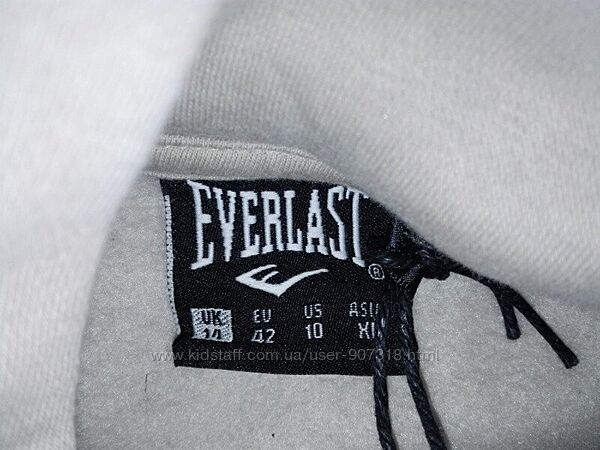 EVERLAST
®
UK EU US ASIA
14 42 10 XL
www.kidstaff.com.ua/user-907318.html